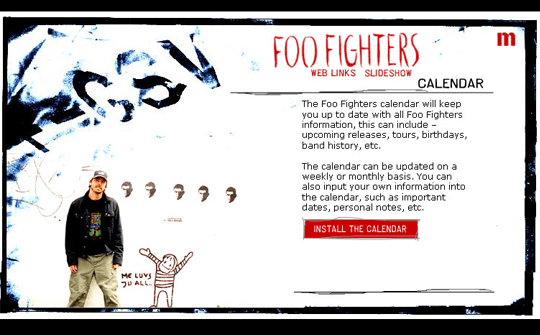 FOO FIGHTERS
m
WEB LINKS SLIDESHOW
CALENDAR
The Foo Fighters calendar will keep
you up to date with all Foo Fighters
information, this can include –
upcoming releases, tours, birthdays,
band history, etc.
The calendar can be updated on a
weekly or monthly basis. You can
also input your own information into
the calendar, such as important
dates, personal notes, etc.
INSTALL THE CALENDAR
ME LUVS
JU ALL..